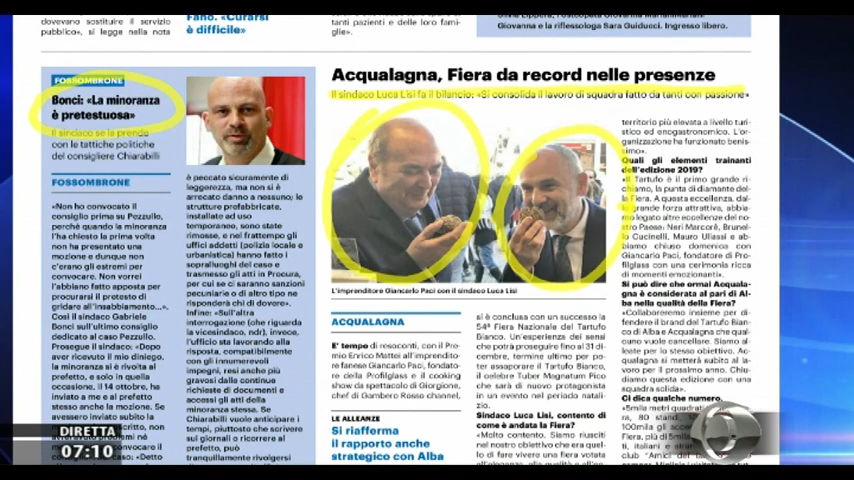 dovevano sostituire il servizio
pubblico», si legge nella nota
Fano. «Curarsi
è difficile»
tanti pazienti e delle loro fami-
glie».
Giovanna e la riflessologa Sara Guiducci. Ingresso libero.
FOSSOMBRONE
Bonci: «La minoranza
è pretestuosa»
Il sindaco se la prende
con le tattiche politiche
del consigliere Chiarabilli
FOSSOMBRONE
«Non ho convocato il
consiglio prima su Pezzullo,
perché quando la minoranza
l'ha chiesto la prima volta
non ha presentato una
mozione e dunque non
c'erano gli estremi per
convocare. Non vorrei
l'abbiano fatto apposta per
procurarsi il pretesto di
gridare all'insabbiamento...».
Così il sindaco Gabriele
Bonci sull'ultimo consiglio
dedicato al caso Pezzullo.
Prosegue il sindaco: «Dopo
aver ricevuto il mio diniego,
la minoranza si è rivolta al
prefetto, e solo in quella
occasione, il 14 ottobre, ha
inviato a me e al prefetto
stesso anche la mozione. Se
avessero inviato subito la
è peccato sicuramente di
leggerezza, ma non si è
arrecato danno a nessuno; le
strutture prefabbricate,
installate ad uso
temporaneo, sono state
rimosse, e nel frattempo gli
uffici addetti (polizia locale e
urbanistica) hanno fatto i
sopralluoghi del caso e
trasmesso gli atti in Procura,
per cui se ci saranno sanzioni
pecuniarie o di altro tipo ne
risponderà chi di dovere».
Infine: «Sull'altra
interrogazione (che riguarda
la vicesindaco, ndr), invece,
l'ufficio sta lavorando alla
risposta, compatibilmente
con gli innumerevoli
impegni, resi anche più
gravosi dalle continue
richieste di documenti e
accessi gli atti della
minoranza stessa. Se
Chiarabilli vuole anticipare i
tempi, piuttosto che scrivere
sui giornali o ricorrere al
prefetto, può
tranquillamente rivolgersi
Acqualagna, Fiera da record nelle presenze
Il sindaco Luca Lisi fa il bilancio: «Si consolida il lavoro di squadra fatto da tanti con passione»
L'imprenditore Giancarlo Paci con il sindaco Luca Lisi
ACQUALAGNA
E' tempo di resoconti, con il Pre-
mio Enrico Mattei all'imprendito-
re fanese Giancarlo Paci, fondato-
re della Profilglass e il cooking
show da spettacolo di Giorgione,
chef di Gambero Rosso channel,
LE ALLEANZE
Si riafferma
il rapporto anche
strategico con Alba
si è conclusa con un successo la
54ª Fiera Nazionale del Tartufo
Bianco. Un'esperienza dei sensi
che potrà proseguire fino al 31 di-
cembre, termine ultimo per po-
ter assaporare il Tartufo Bianco,
il celebre Tuber Magnatum Pico
che sarà di nuovo protagonista
in un evento nel periodo natali-
zio.
Sindaco Luca Lisi, contento di
come è andata la Fiera?
«Molto contento. Siamo riusciti
nel nostro obiettivo che era quel-
lo di fare vivere una fiera votata
territorio più elevata a livello turi-
stico ed enogastronomico. L'or-
ganizzazione ha funzionato benis-
simo».
Quali gli elementi trainanti
dell'edizione 2019?
«Il Tartufo è il primo grande ri-
chiamo, la punta di diamante del-
la Fiera. A questa eccellenza, dal-
le grande forza attrattiva, abbia-
mo legato altre eccellenze del no-
stro Paese: Neri Marcorè, Brunel-
lo Cucinelli, Mauro Uliassi e ab-
biamo chiuso domenica con
Giancarlo Paci, fondatore di
Profilglass con una cerimonia ricca
di momenti emozionanti».
Si può dire che ormai Acquala-
gna è considerata al pari di Al-
ba nella qualità della Fiera?
«Collaboreremo insieme per di-
fendere il brand del Tartufo Bian-
co di Alba e Acqualagna che qual-
cuno vuole cancellare. Siamo al-
leate per lo stesso obiettivo. Acqu-
alagna si metterà subito al la-
voro per il prossimo anno. Chiu-
diamo questa edizione con una
squadra solida».
Ci dica qualche numero.
DIRETTA
07:10